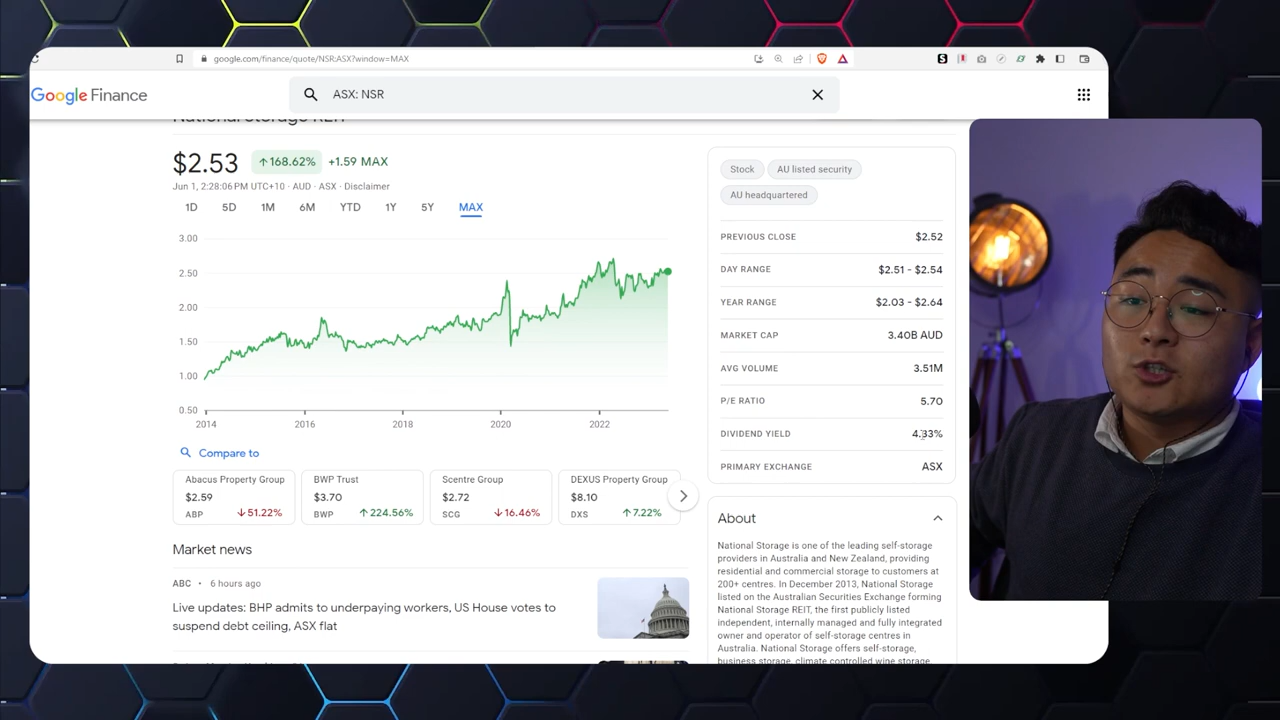 google.com/finance/quote/NSR:ASX?window=MAX
Google Finance
ASX: NSR
National Storage REIT
$2.53
168.62%
+1.59 MAX
Jun 1, 2:28:06 PM UTC+10 · AUD · ASX · Disclaimer
1D 5D 1M 6M YTD 1Y 5Y MAX
3.00
2.50
2.00
1.50
1.00
0.50
2014 2016 2018 2020 2022
Compare to
Abacus Property Group
$2.59
ABP 51.22%
BWP Trust
$3.70
BWP 224.56%
Scentre Group
$2.72
SCG 16.46%
DEXUS Property Group
$8.10
DXS 7.22%
Market news
ABC · 6 hours ago
Live updates: BHP admits to underpaying workers, US House votes to
suspend debt ceiling, ASX flat
Stock
AU listed security
AU headquartered
PREVIOUS CLOSE $2.52
DAY RANGE $2.51 - $2.54
YEAR RANGE $2.03 - $2.64
MARKET CAP 3.40B AUD
AVG VOLUME 3.51M
P/E RATIO 5.70
DIVIDEND YIELD 4.33%
PRIMARY EXCHANGE ASX
About
National Storage is one of the leading self-storage
providers in Australia and New Zealand, providing
residential and commercial storage to customers at
200+ centres. In December 2013, National Storage
listed on the Australian Securities Exchange forming
National Storage REIT, the first publicly listed
independent, internally managed and fully integrated
owner and operator of self-storage centres in
Australia. National Storage offers self-storage,
business storage, climate controlled wine storage,